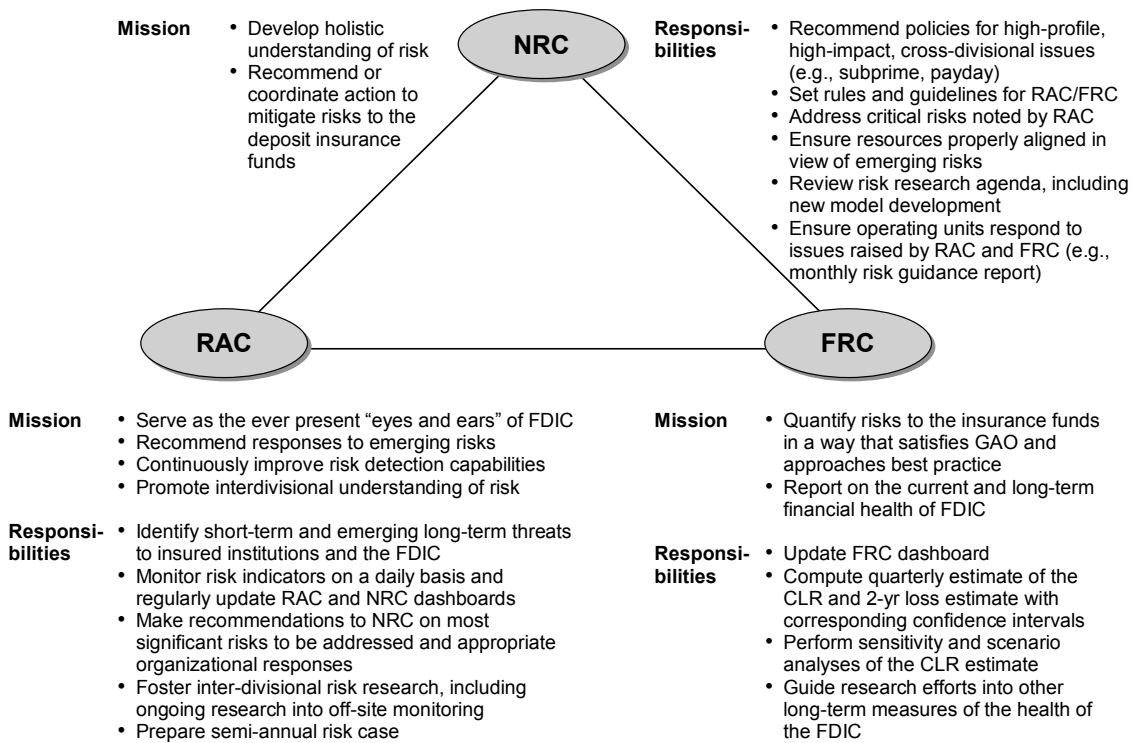 Mission
• Develop holistic
understanding of risk
• Recommend or
coordinate action to
mitigate risks to the
deposit insurance
funds
NRC
Responsi-
bilities
• Recommend policies for high-profile,
high-impact, cross-divisional issues
(e.g., subprime, payday)
• Set rules and guidelines for RAC/FRC
• Address critical risks noted by RAC
• Ensure resources properly aligned in
view of emerging risks
• Review risk research agenda, including
new model development
• Ensure operating units respond to
issues raised by RAC and FRC (e.g.,
monthly risk guidance report)
RAC
FRC
Mission
• Serve as the ever present “eyes and ears” of FDIC
• Recommend responses to emerging risks
• Continuously improve risk detection capabilities
• Promote interdivisional understanding of risk
Responsi-
bilities
• Identify short-term and emerging long-term threats
to insured institutions and the FDIC
• Monitor risk indicators on a daily basis and
regularly update RAC and NRC dashboards
• Make recommendations to NRC on most
significant risks to be addressed and appropriate
organizational responses
• Foster inter-divisional risk research, including
ongoing research into off-site monitoring
• Prepare semi-annual risk case
Mission
• Quantify risks to the insurance funds
in a way that satisfies GAO and
approaches best practice
• Report on the current and long-term
financial health of FDIC
Responsi-
bilities
• Update FRC dashboard
• Compute quarterly estimate of the
CLR and 2-yr loss estimate with
corresponding confidence intervals
• Perform sensitivity and scenario
analyses of the CLR estimate
• Guide research efforts into other
long-term measures of the health of
the FDIC